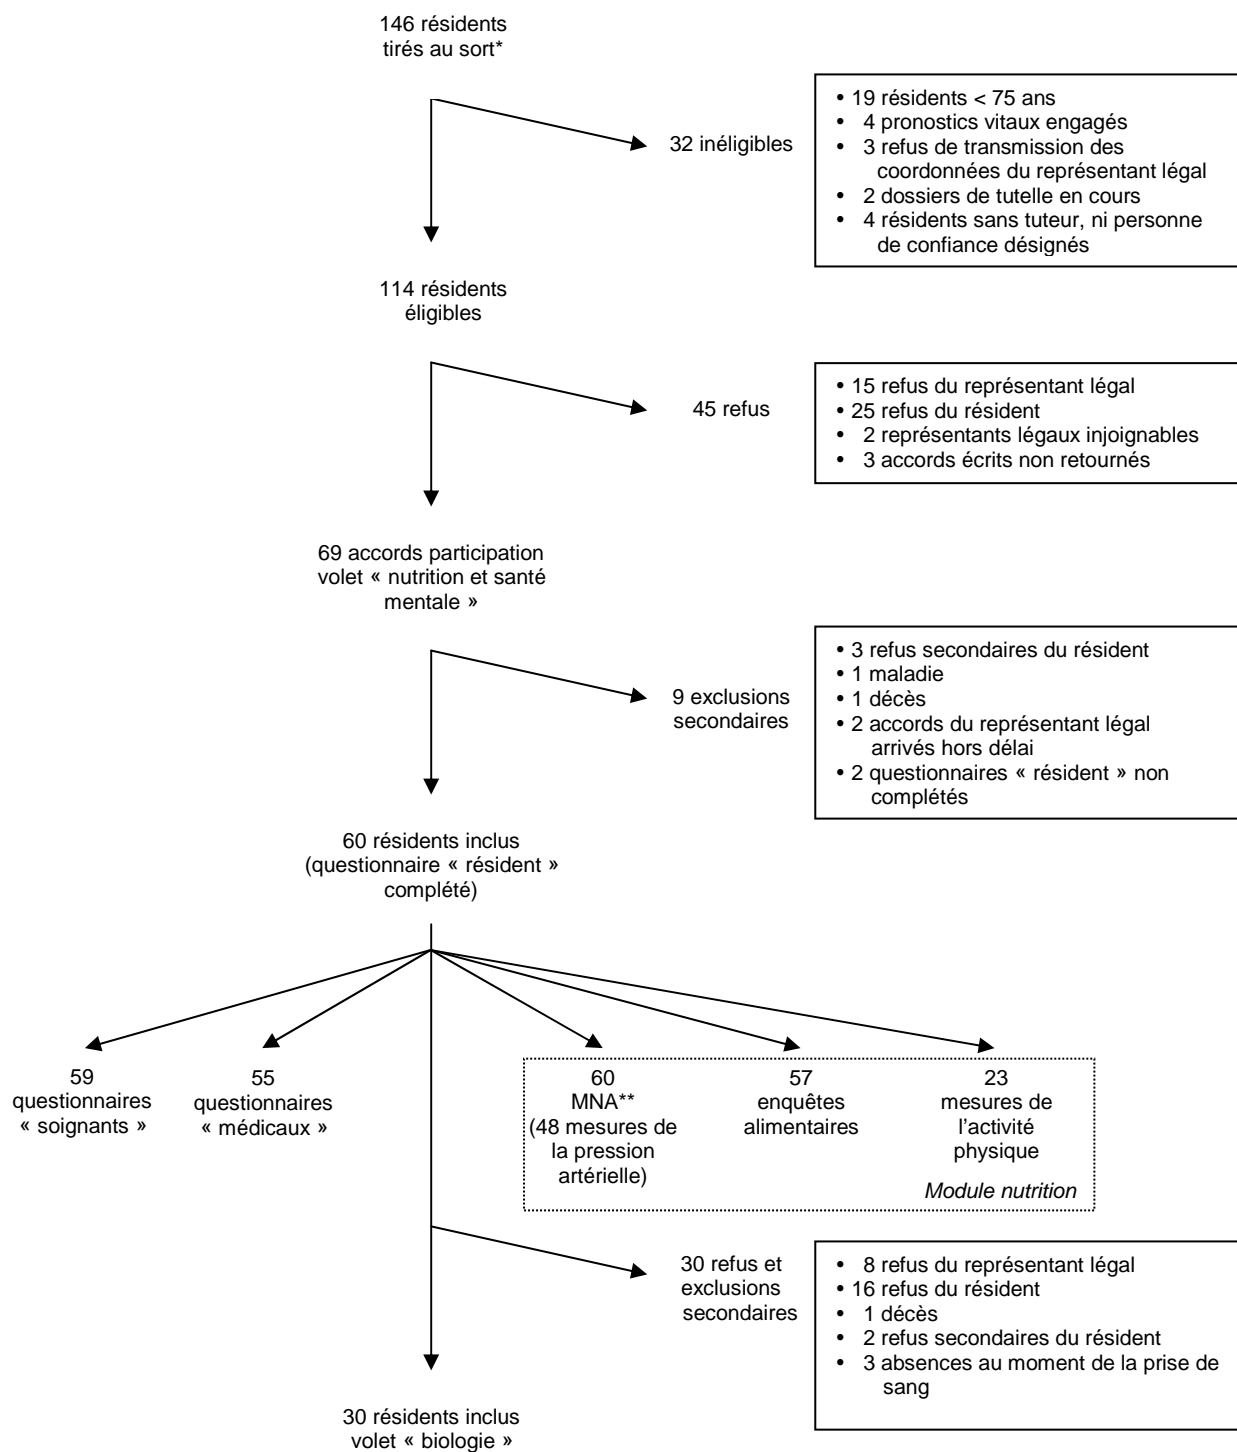 146 résidents
tirés au sort*
• 19 résidents < 75 ans
• 4 pronostics vitaux engagés
• 3 refus de transmission des
coordonnées du représentant légal
• 2 dossiers de tutelle en cours
• 4 résidents sans tuteur, ni personne
de confiance désignés
32 inéligibles
114 résidents
éligibles
• 15 refus du représentant légal
• 25 refus du résident
• 2 représentants légaux injoignables
• 3 accords écrits non retournés
45 refus
69 accords participation
volet « nutrition et santé
mentale »
• 3 refus secondaires du résident
• 1 maladie
• 1 décès
• 2 accords du représentant légal
arrivés hors délai
• 2 questionnaires « résident » non
complétés
9 exclusions
secondaires
60 résidents inclus
(questionnaire « résident »
complété)
59
questionnaires
« soignants »
55
questionnaires
« médicaux »
60
MNA**
(48 mesures de
la pression
artérielle)
57
enquêtes
alimentaires
23
mesures de
l'activité
physique
Module nutrition
30 refus et
exclusions
secondaires
• 8 refus du représentant légal
• 16 refus du résident
• 1 décès
• 2 refus secondaires du résident
• 3 absences au moment de la prise de
sang
30 résidents inclus
volet « biologie »